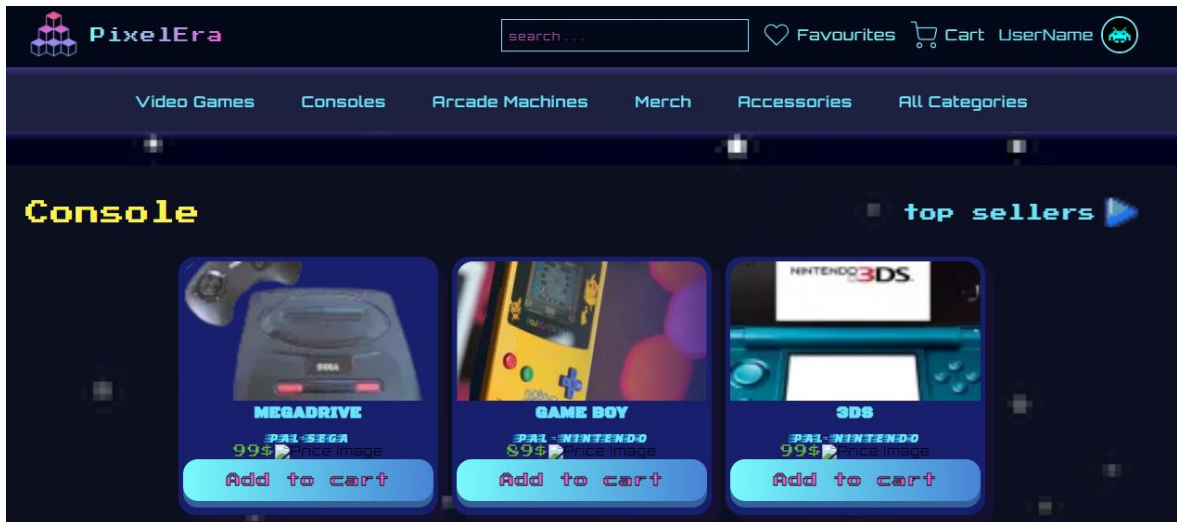 PixelEra
search...
Favourites
Cart
UserName
Video Games
Consoles
Arcade Machines
Merch
Accessories
All Categories
Console
top sellers
SEGA
NINTENDO3DS.
MEGADRIVE
GAME BOY
3DS
PAL-SEGA
PAL-NINTENDO
PAL-NINTENDO
99$ Price Image
89$ Price Image
99$ Price Image
Add to cart
Add to cart
Add to cart